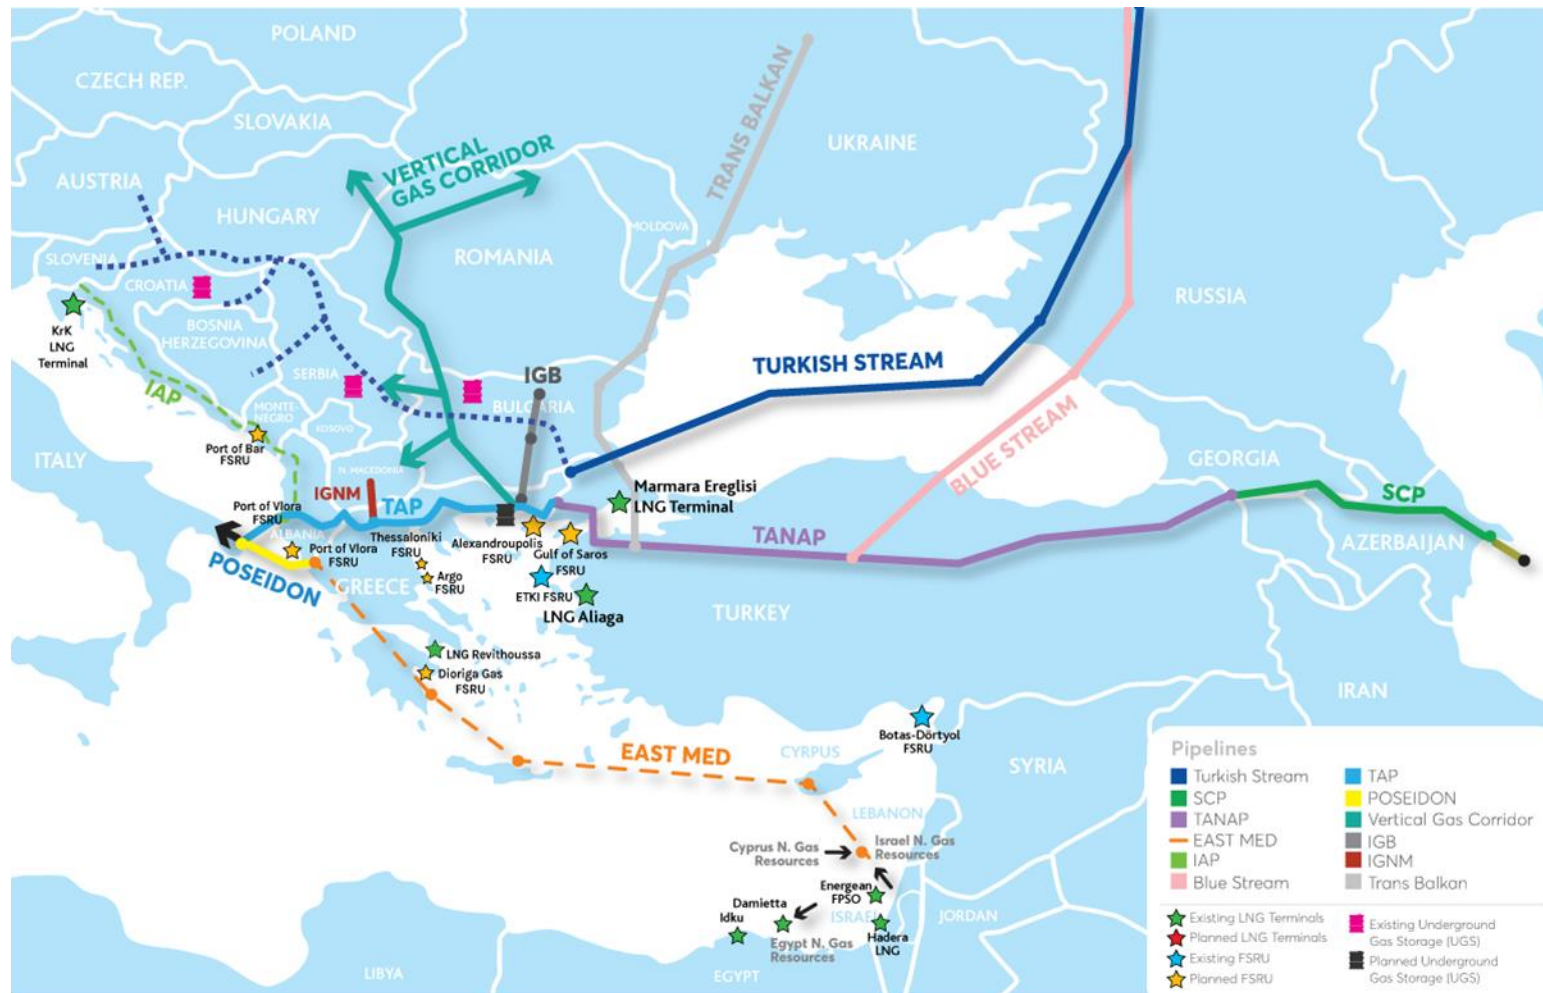 POLAND
CZECH REP.
SLOVAKIA
AUSTRIA
HUNGARY
VERTICAL
GAS CORRIDOR
TRANS BALKAN
UKRAINE
MOLDOVA
ROMANIA
SLOVENIA
CROATIA
BOSNIA
HERZEGOVINA
KrK
LNG
Terminal
IAP
SERBIA
IGB
BULGARIA
TURKISH STREAM
RUSSIA
BLUE STREAM
MONTE-
NEGRO
KOSOVO
Port of Bar
FSRU
ITALY
N. MACEDONIA
IGNM
TAP
Marmara Ereglisi
LNG Terminal
GEORGIA
SCP
AZERBAIJAN
TANAP
Port of Vlora
FSRU
ALBANIA
Port of Vlora
FSRU
Thessaloniki
FSRU
Alexandroupolis
FSRU
Gulf of Saros
FSRU
POSEIDON
GREECE
Argo
FSRU
ETKI FSRU
LNG Aliaga
TURKEY
LNG Revithoussa
Dioriga Gas
FSRU
IRAN
EAST MED
CYRPUS
Botas-Dörtyol
FSRU
SYRIA
LEBANON
Cyprus N. Gas
Resources
Israel N. Gas
Resources
Energean
FPSO
Damietta
Idku
ISRAEL
JORDAN
Hadera
LNG
Egypt N. Gas
Resources
LIBYA
EGYPT
Pipelines
Turkish Stream
SCP
TANAP
EAST MED
IAP
Blue Stream
TAP
POSEIDON
Vertical Gas Corridor
IGB
IGNM
Trans Balkan
Existing LNG Terminals
Planned LNG Terminals
Existing FSRU
Planned FSRU
Existing Underground
Gas Storage (UGS)
Planned Underground
Gas Storage (UGS)